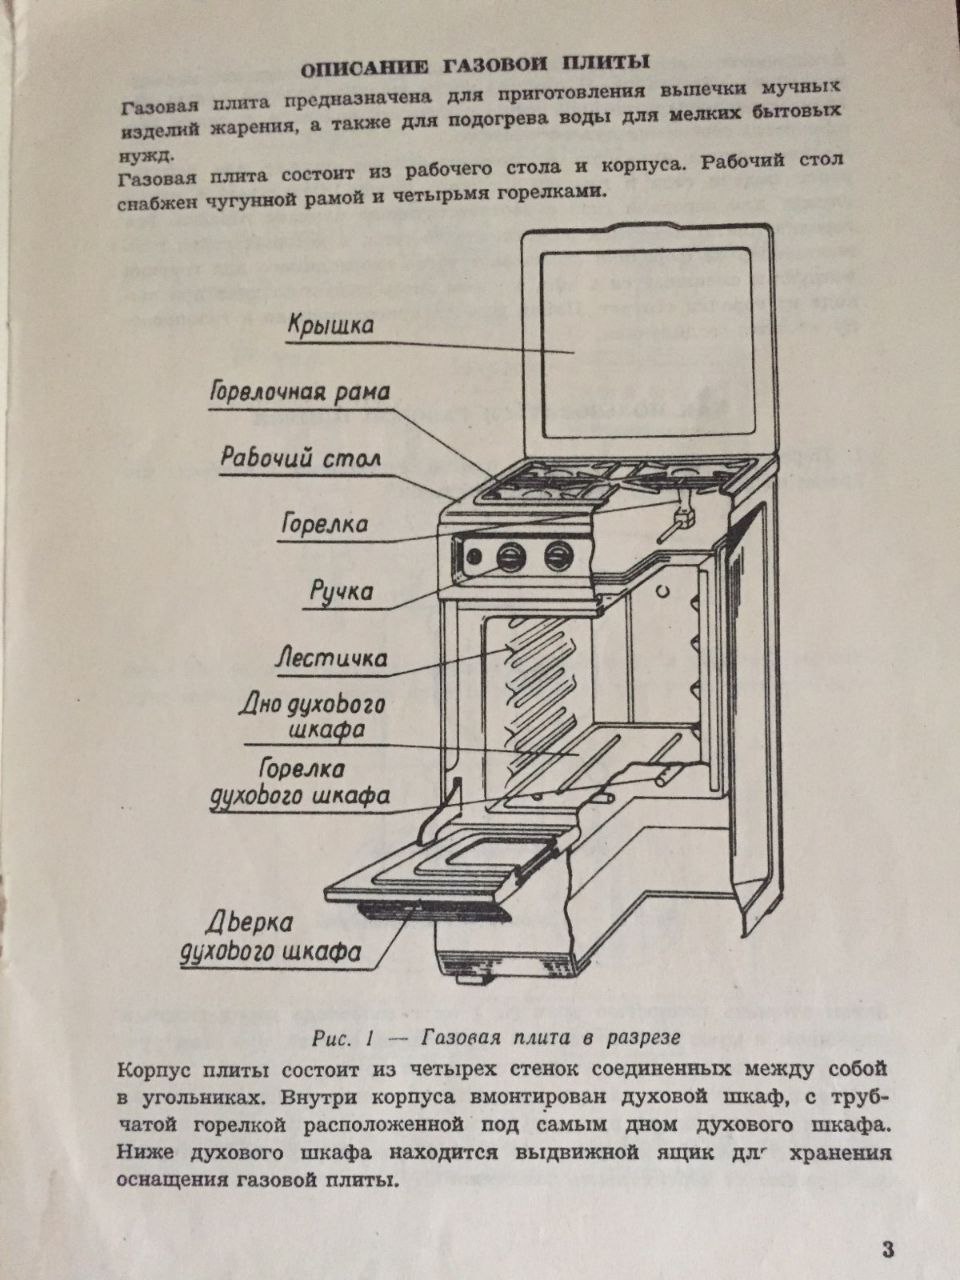 ОПИСАНИЕ ГАЗОВОЙ ПЛИТЫ
Газовая плита предназначена для приготовления выпечки мучных
изделий жарения, а также для подогрева воды для мелких бытовых
нужд.
Газовая плита состоит из рабочего стола и корпуса. Рабочий стол
снабжен чугунной рамой и четырьмя горелками.
Крышка
Горелочная рама
Рабочий стол
Горелка
Ручка
Лестичка
Дно духового
шкафа
Горелка
духового шкафа
Дверка
духового шкафа
Рис. 1 — Газовая плита в разрезе
Корпус плиты состоит из четырех стенок соединенных между собой
в угольниках. Внутри корпуса вмонтирован духовой шкаф, с труб-
чатой горелкой расположенной под самым дном духового шкафа.
Ниже духового шкафа находится выдвижной ящик для хранения
оснащения газовой плиты.
3